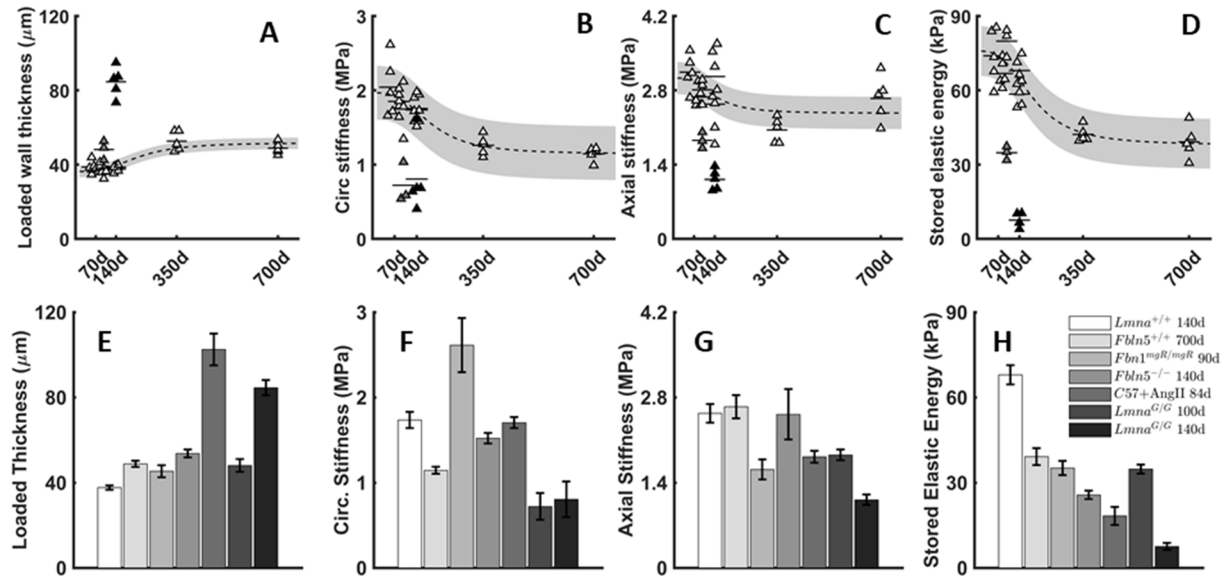 Loaded wall thickness (μm)
120
80
40
0
A
70d
140d
350d
700d
Circ stiffness (MPa)
3
2
1
0
B
70d
140d
350d
700d
Axial stiffness (MPa)
4.2
2.8
1.4
0
C
70d
140d
350d
700d
Stored elastic energy (kPa)
90
60
30
0
D
70d
140d
350d
700d
Loaded Thickness (μm)
120
80
40
0
E
Circ. Stiffness (MPa)
3
2
1
0
F
Axial Stiffness (MPa)
4.2
2.8
1.4
0
G
Stored Elastic Energy (kPa)
90
60
30
0
H
Lmna+/+ 140d
Fbln5+/+ 700d
Fbn1mgR/mgR 90d
Fbln5−/− 140d
C57+AngII 84d
LmnaG/G 100d
LmnaG/G 140d